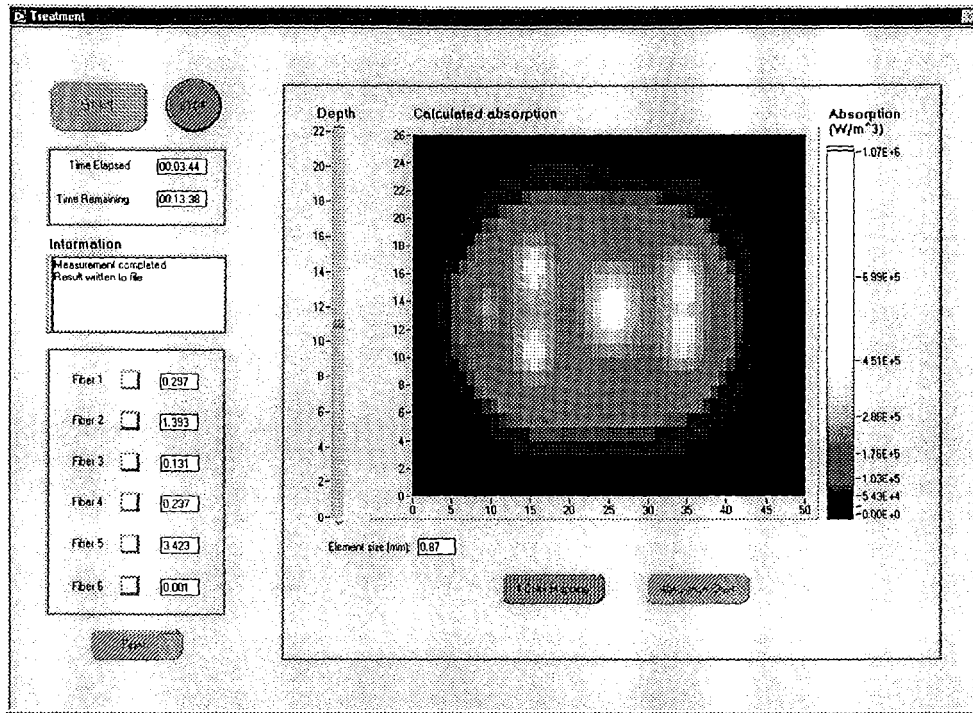 Treatment
Time Elapsed 00:03:44
Time Remaining 00:13:38
Information
Measurement completed
Result written to file
Fiber 1 0.297
Fiber 2 1.393
Fiber 3 0.131
Fiber 4 0.237
Fiber 5 3.423
Fiber 6 0.001
Depth
22
20
18
16
14
12
10
8
6
4
2
0
Calculated absorption
26
24
22
20
18
16
14
12
10
8
6
4
2
0
0 5 10 15 20 25 30 35 40 45 50
Element size (mm): 0.87
Absorption
(W/m^3)
1.07E+6
6.99E+5
4.51E+5
2.86E+5
1.76E+5
1.03E+5
5.43E+4
0.00E+0